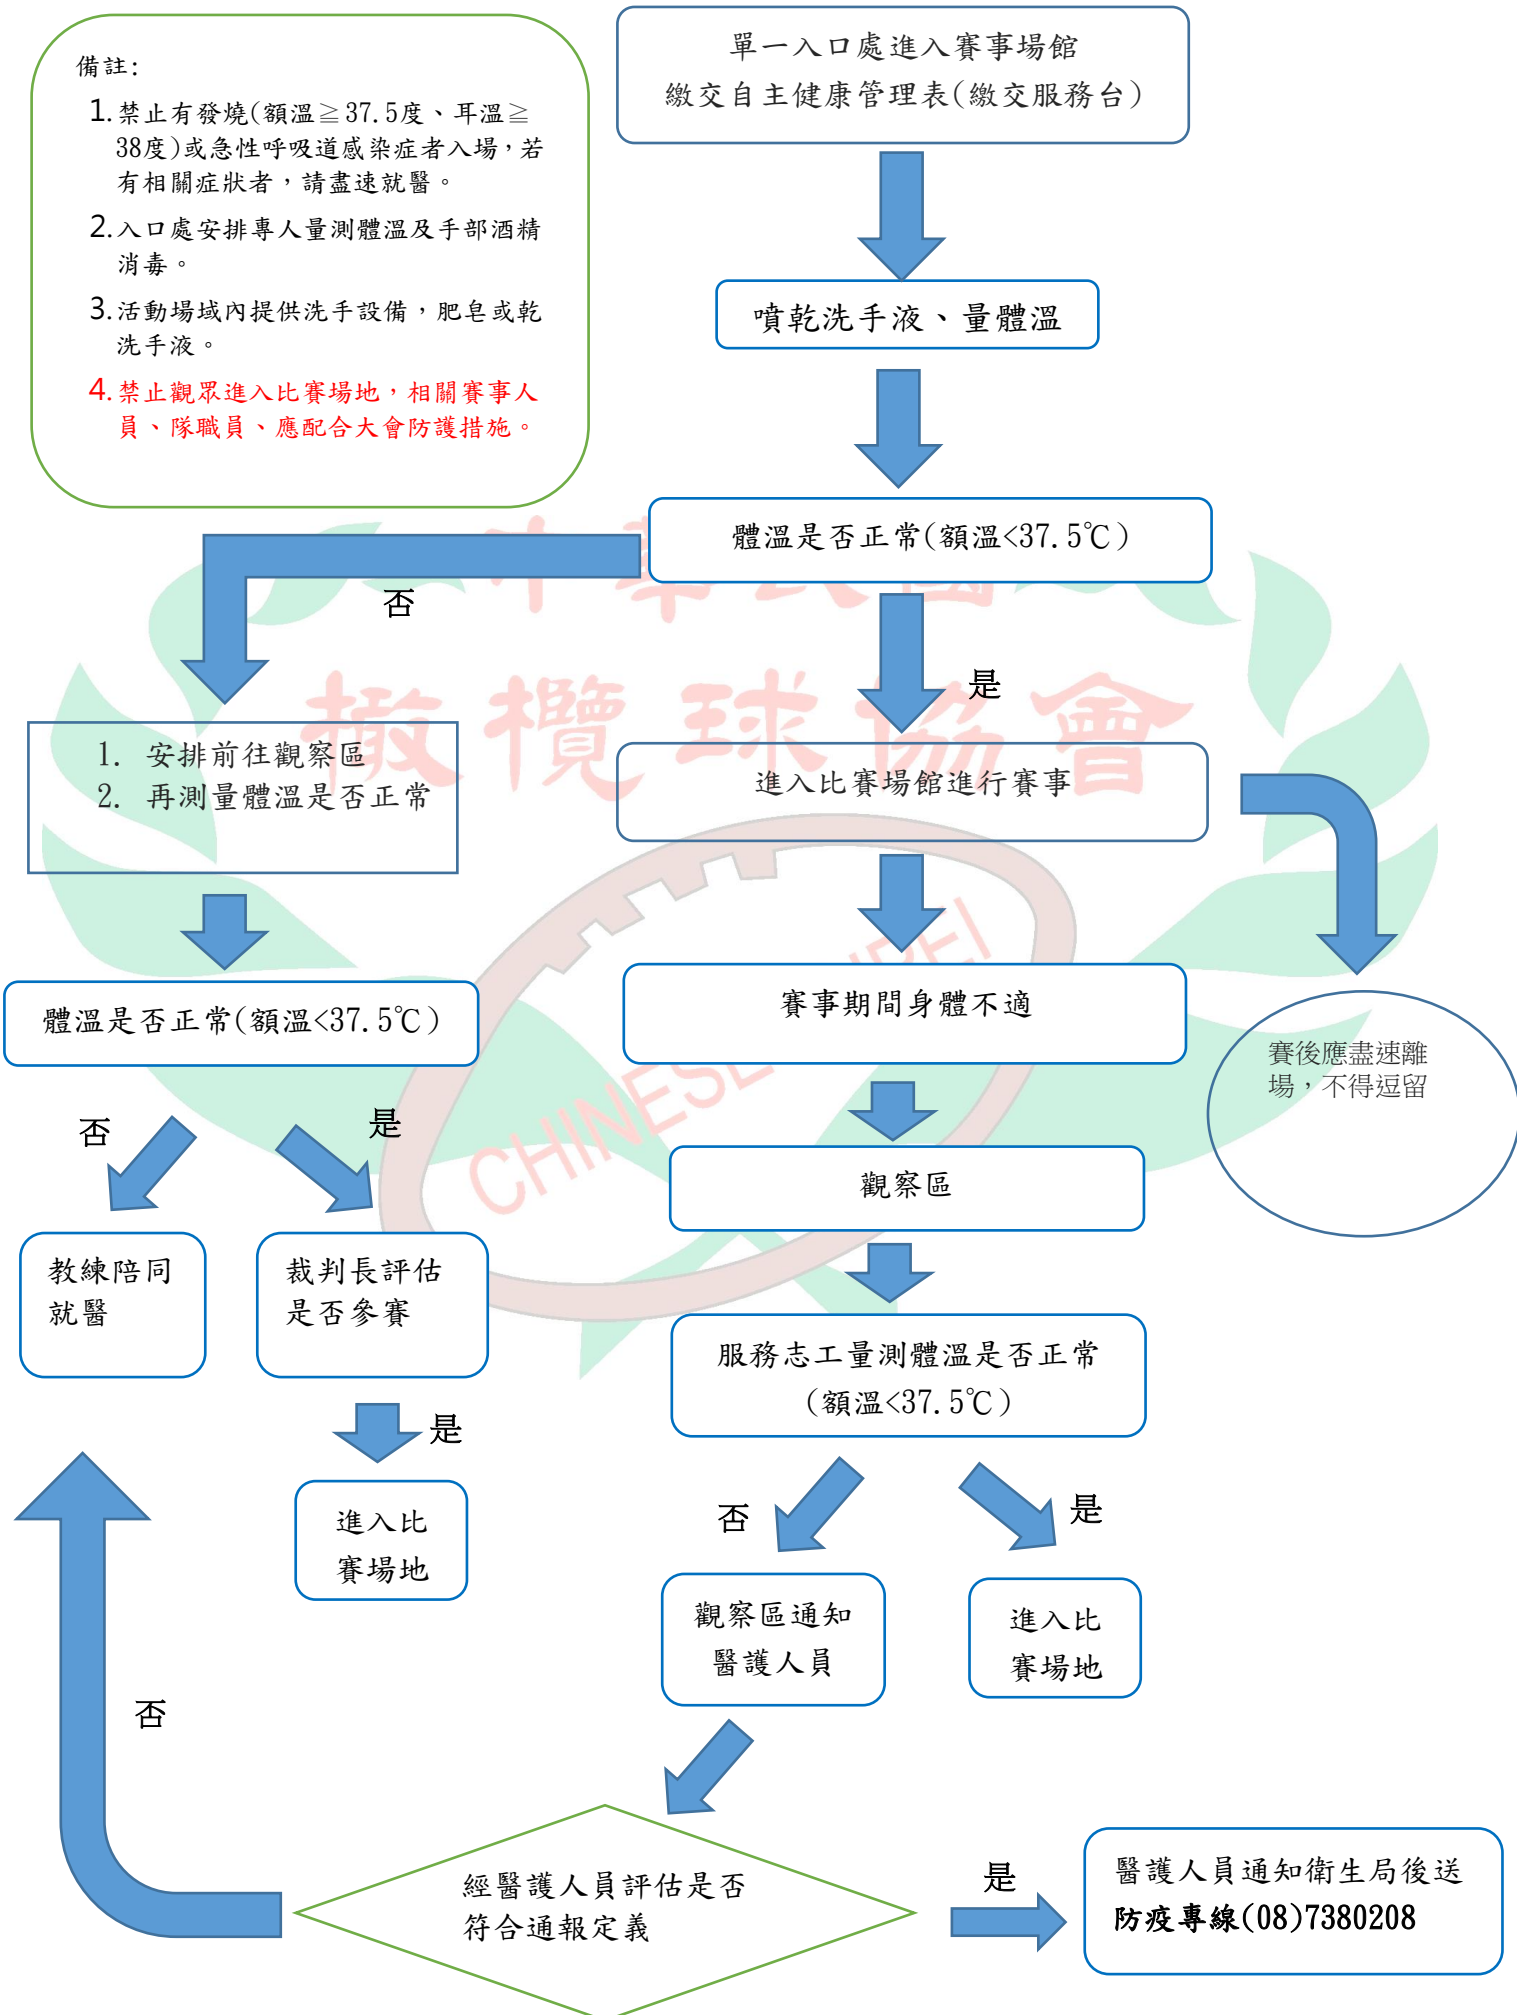 備註:
1. 禁止有發燒(額溫≧37.5度、耳溫≧
38度)或急性呼吸道感染症者入場，若
有相關症狀者，請盡速就醫。
2. 入口處安排專人量測體溫及手部酒精
消毒。
3. 活動場域內提供洗手設備，肥皂或乾
洗手液。
4. 禁止觀眾進入比賽場地，相關賽事人
員、隊職員、應配合大會防護措施。
單一入口處進入賽事場館
繳交自主健康管理表(繳交服務台)
噴乾洗手液、量體溫
體溫是否正常(額溫<37.5℃)
中華民國
橄欖球協會
CHINESE TAIPEI
否
是
1. 安排前往觀察區
2. 再測量體溫是否正常
進入比賽場館進行賽事
體溫是否正常(額溫<37.5℃)
賽事期間身體不適
賽後應盡速離
場，不得逗留
否
是
觀察區
教練陪同
就醫
裁判長評估
是否參賽
服務志工量測體溫是否正常
(額溫<37.5℃)
是
進入比
賽場地
否
是
觀察區通知
醫護人員
進入比
賽場地
否
經醫護人員評估是否
符合通報定義
是
醫護人員通知衛生局後送
防疫專線(08)7380208